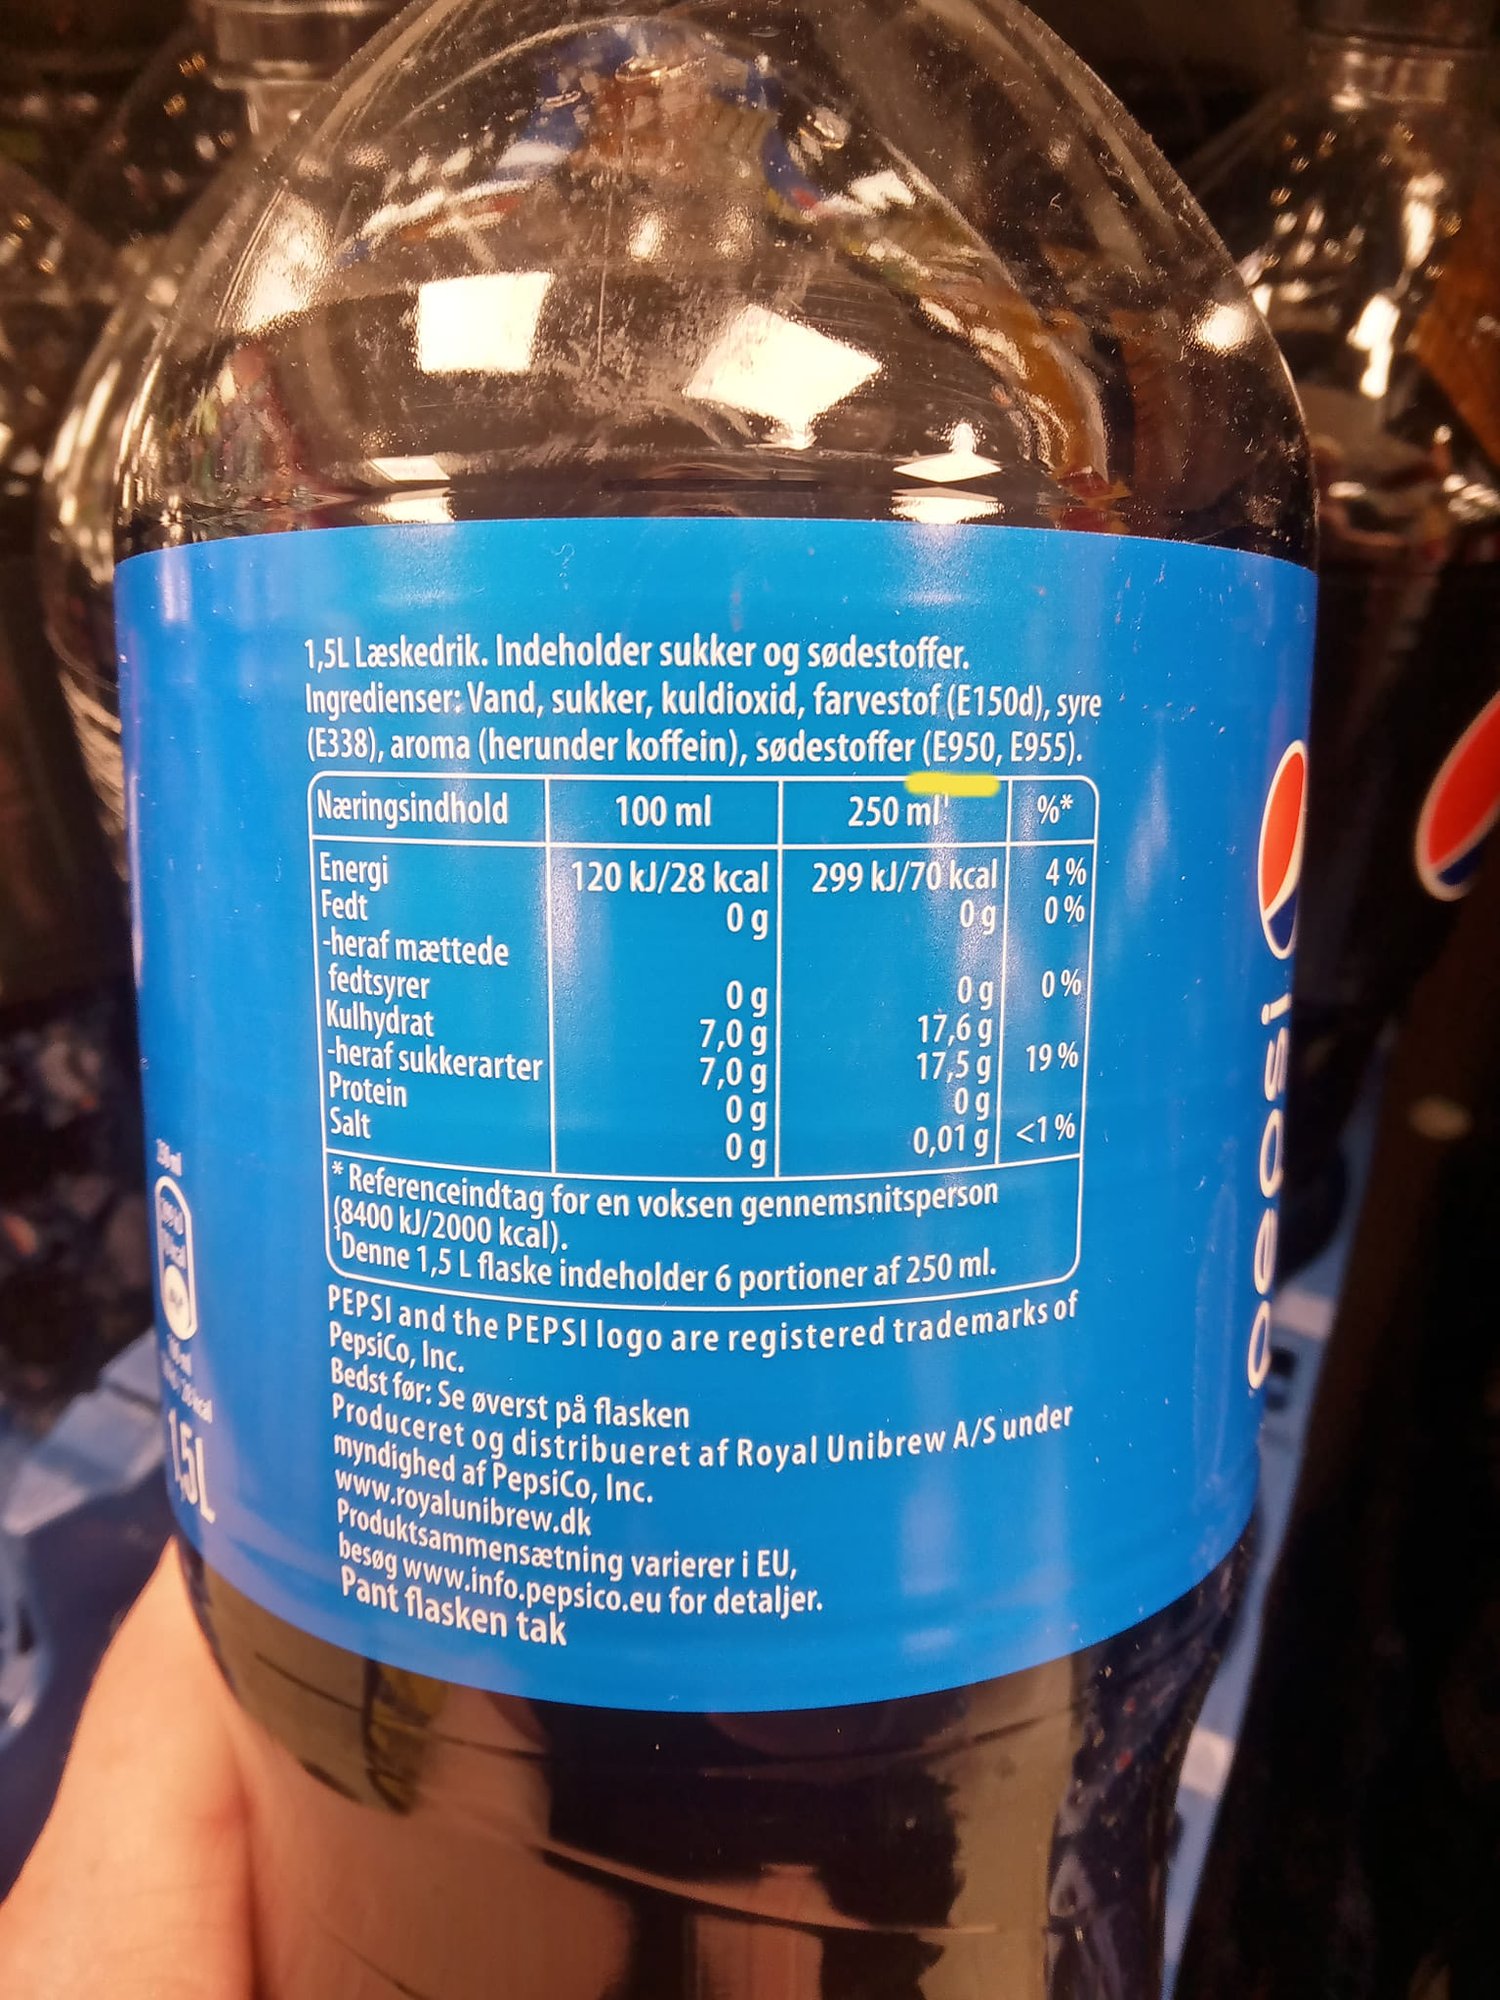 1,5L Læskedrik. Indeholder sukker og sødestoffer.
Ingredienser: Vand, sukker, kuldioxid, farvestof (E150d), syre
(E338), aroma (herunder koffein), sødestoffer (E950, E955).
Næringsindhold 100 ml 250 ml¹ %*
Energi 120 kJ/28 kcal 299 kJ/70 kcal 4 %
Fedt 0 g 0 g 0 %
-heraf mættede
fedtsyrer 0 g 0 g 0 %
Kulhydrat 7,0 g 17,6 g
-heraf sukkerarter 7,0 g 17,5 g 19 %
Protein 0 g 0 g
Salt 0 g 0,01 g <1 %
* Referenceindtag for en voksen gennemsnitsperson
(8400 kJ/2000 kcal).
¹Denne 1,5 L flaske indeholder 6 portioner af 250 ml.
PEPSI and the PEPSI logo are registered trademarks of
PepsiCo, Inc.
Bedst før: Se øverst på flasken
Produceret og distribueret af Royal Unibrew A/S under
myndighed af PepsiCo, Inc.
www.royalunibrew.dk
Produktsammensætning varierer i EU,
besøg www.info.pepsico.eu for detaljer.
Pant flasken tak
250 ml
1,5L
pepsi